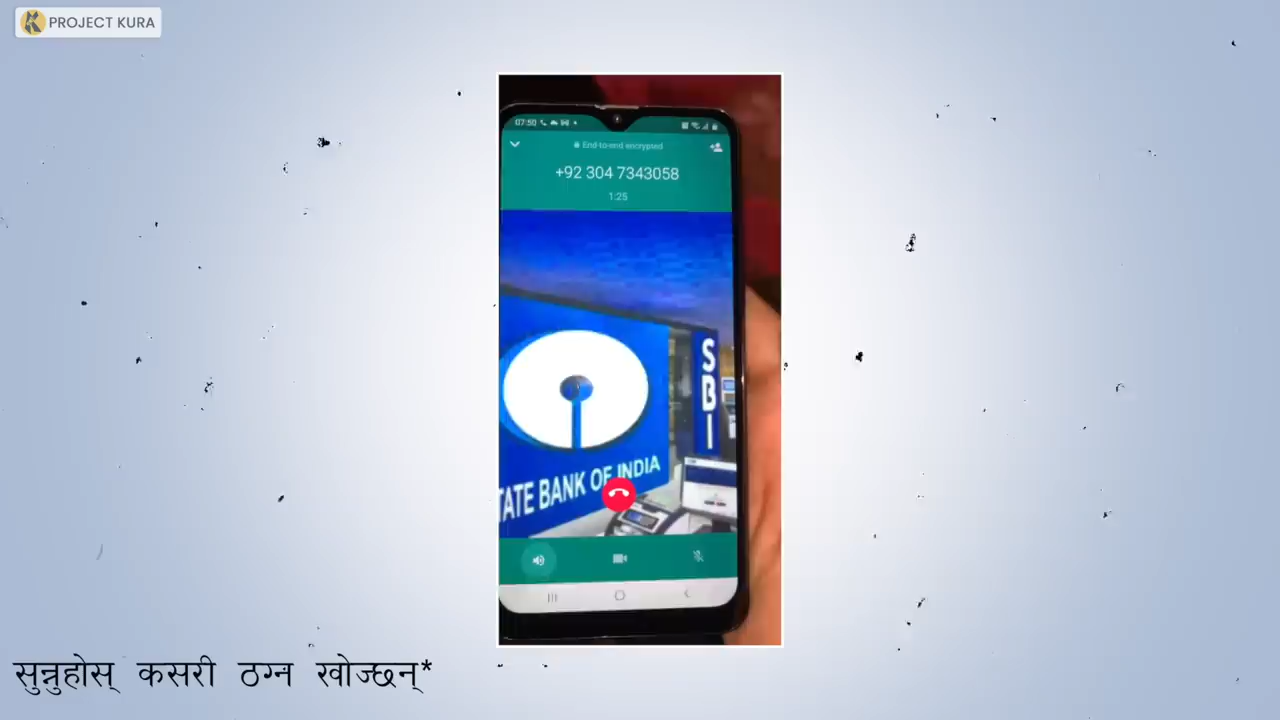 PROJECT KURA
07:50
End-to-end encrypted
+92 304 7343058
1:25
SBI
TATE BANK OF INDIA
सुन्नुहोस् कसरी ठग्न खोज्छन्*